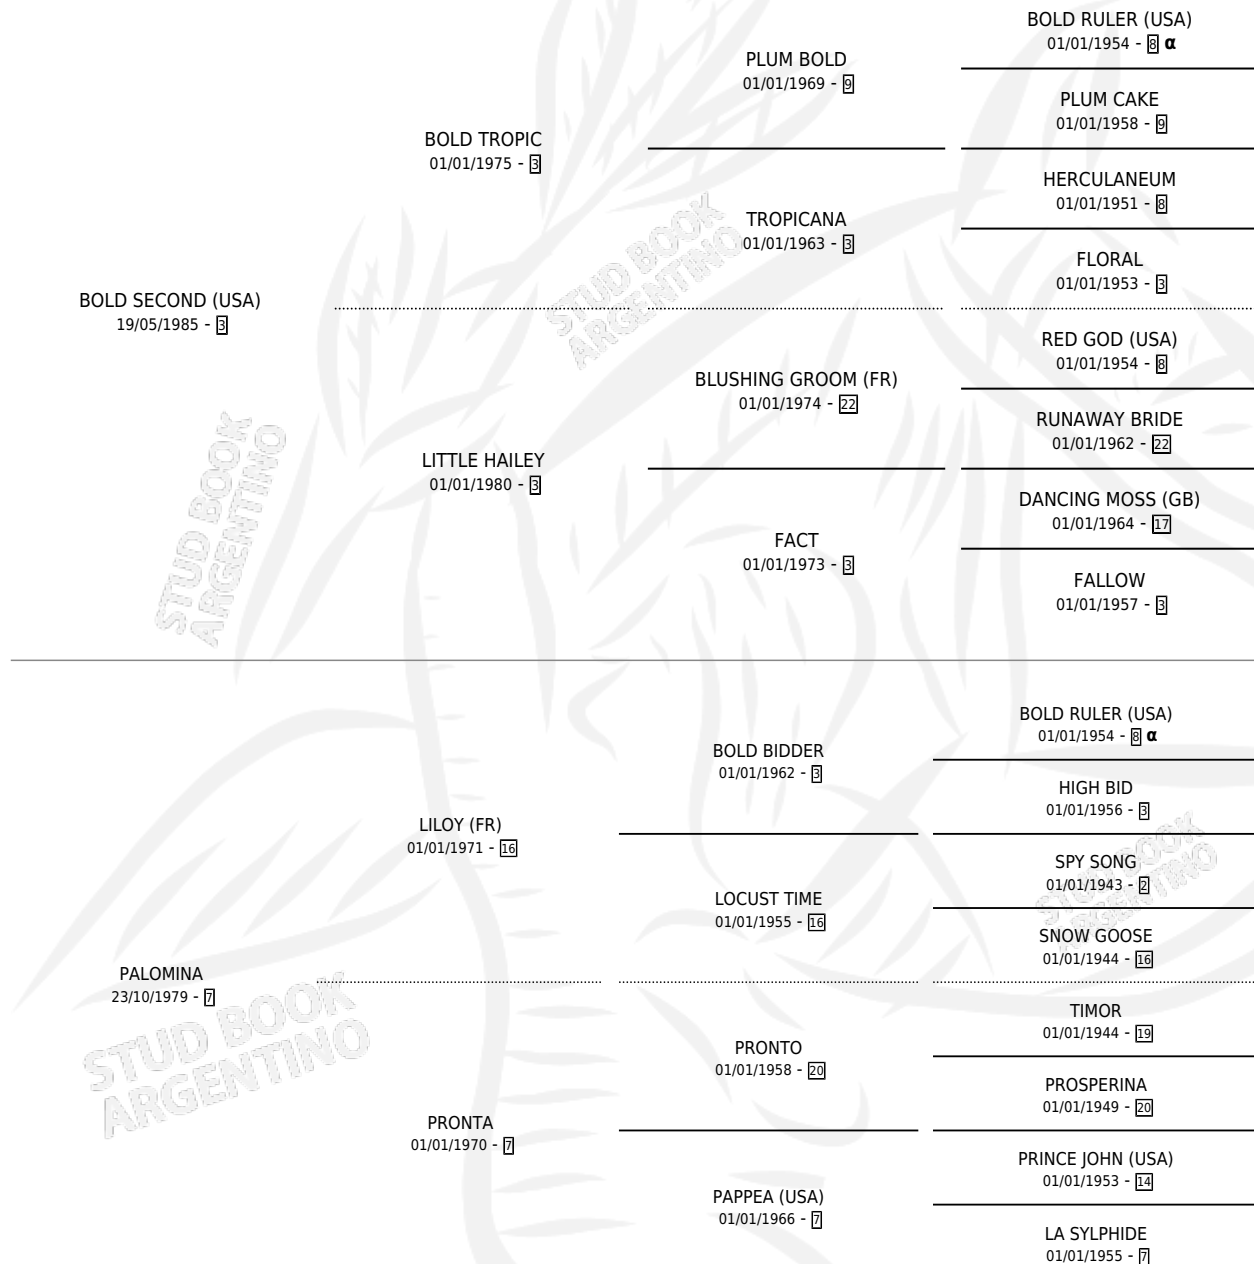 BOLD RULER (USA)
01/01/1954 - 8 α
PLUM BOLD
01/01/1969 - 9
PLUM CAKE
01/01/1958 - 9
BOLD TROPIC
01/01/1975 - 3
HERCULANEUM
01/01/1951 - 8
TROPICANA
01/01/1963 - 3
FLORAL
01/01/1953 - 3
BOLD SECOND (USA)
19/05/1985 - 3
RED GOD (USA)
01/01/1954 - 8
BLUSHING GROOM (FR)
01/01/1974 - 22
RUNAWAY BRIDE
01/01/1962 - 22
LITTLE HAILEY
01/01/1980 - 3
DANCING MOSS (GB)
01/01/1964 - 17
FACT
01/01/1973 - 3
FALLOW
01/01/1957 - 3
BOLD RULER (USA)
01/01/1954 - 8 α
BOLD BIDDER
01/01/1962 - 3
HIGH BID
01/01/1956 - 3
LILOY (FR)
01/01/1971 - 16
SPY SONG
01/01/1943 - 2
LOCUST TIME
01/01/1955 - 16
SNOW GOOSE
01/01/1944 - 16
PALOMINA
23/10/1979 - 7
TIMOR
01/01/1944 - 19
PRONTO
01/01/1958 - 20
PROSPERINA
01/01/1949 - 20
PRONTA
01/01/1970 - 7
PRINCE JOHN (USA)
01/01/1953 - 14
PAPPEA (USA)
01/01/1966 - 7
LA SYLPHIDE
01/01/1955 - 7
STUD BOOK
ARGENTINO
STUD BOOK
ARGENTINO
STUD BOOK
ARGENTINO
STUD BOOK
ARGENTINO